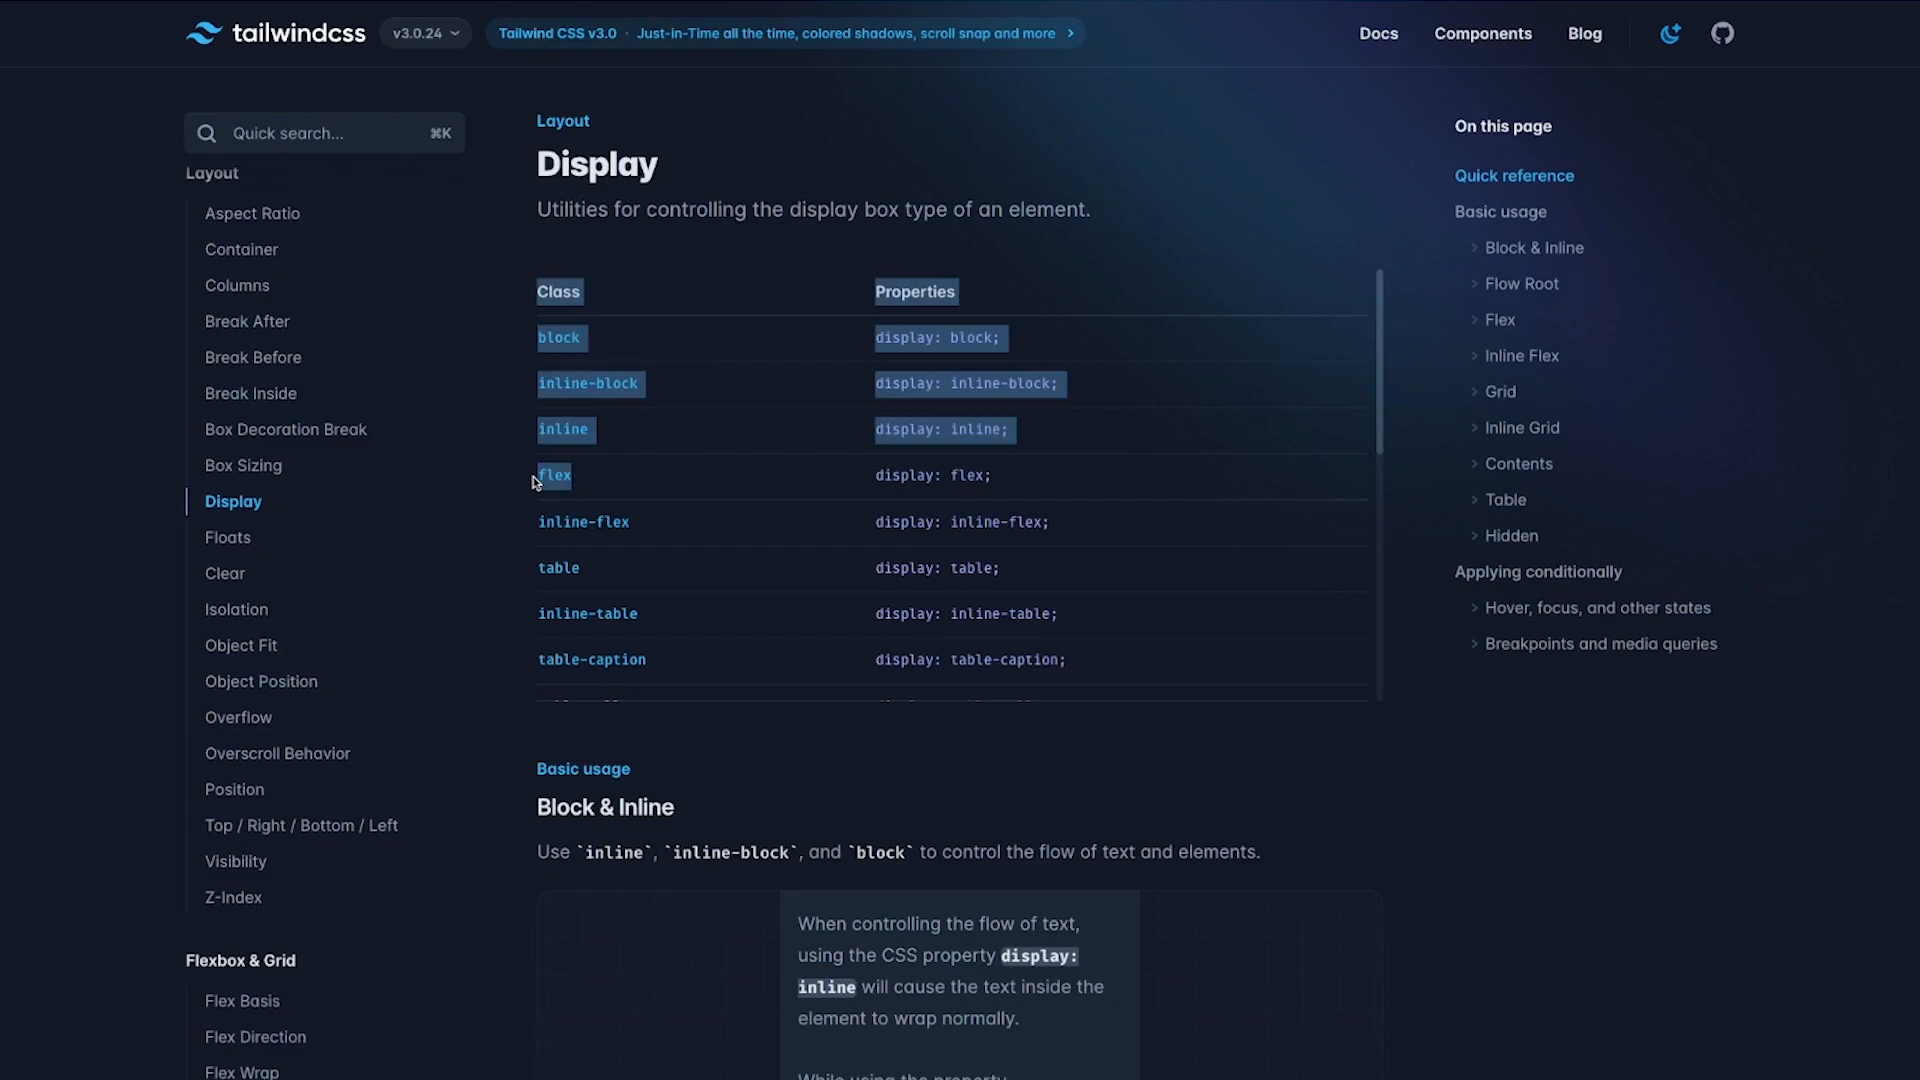 tailwindcss
v3.0.24
Tailwind CSS v3.0 · Just-in-Time all the time, colored shadows, scroll snap and more
Docs
Components
Blog
Quick search...
⌘K
Layout
Aspect Ratio
Container
Columns
Break After
Break Before
Break Inside
Box Decoration Break
Box Sizing
Display
Floats
Clear
Isolation
Object Fit
Object Position
Overflow
Overscroll Behavior
Position
Top / Right / Bottom / Left
Visibility
Z-Index
Flexbox & Grid
Flex Basis
Flex Direction
Flex Wrap
Layout
Display
Utilities for controlling the display box type of an element.
Class Properties
block display: block;
inline-block display: inline-block;
inline display: inline;
flex display: flex;
inline-flex display: inline-flex;
table display: table;
inline-table display: inline-table;
table-caption display: table-caption;
Basic usage
Block & Inline
Use `inline`, `inline-block`, and `block` to control the flow of text and elements.
When controlling the flow of text,
using the CSS property display:
inline will cause the text inside the
element to wrap normally.
While using the property
On this page
Quick reference
Basic usage
Block & Inline
Flow Root
Flex
Inline Flex
Grid
Inline Grid
Contents
Table
Hidden
Applying conditionally
Hover, focus, and other states
Breakpoints and media queries